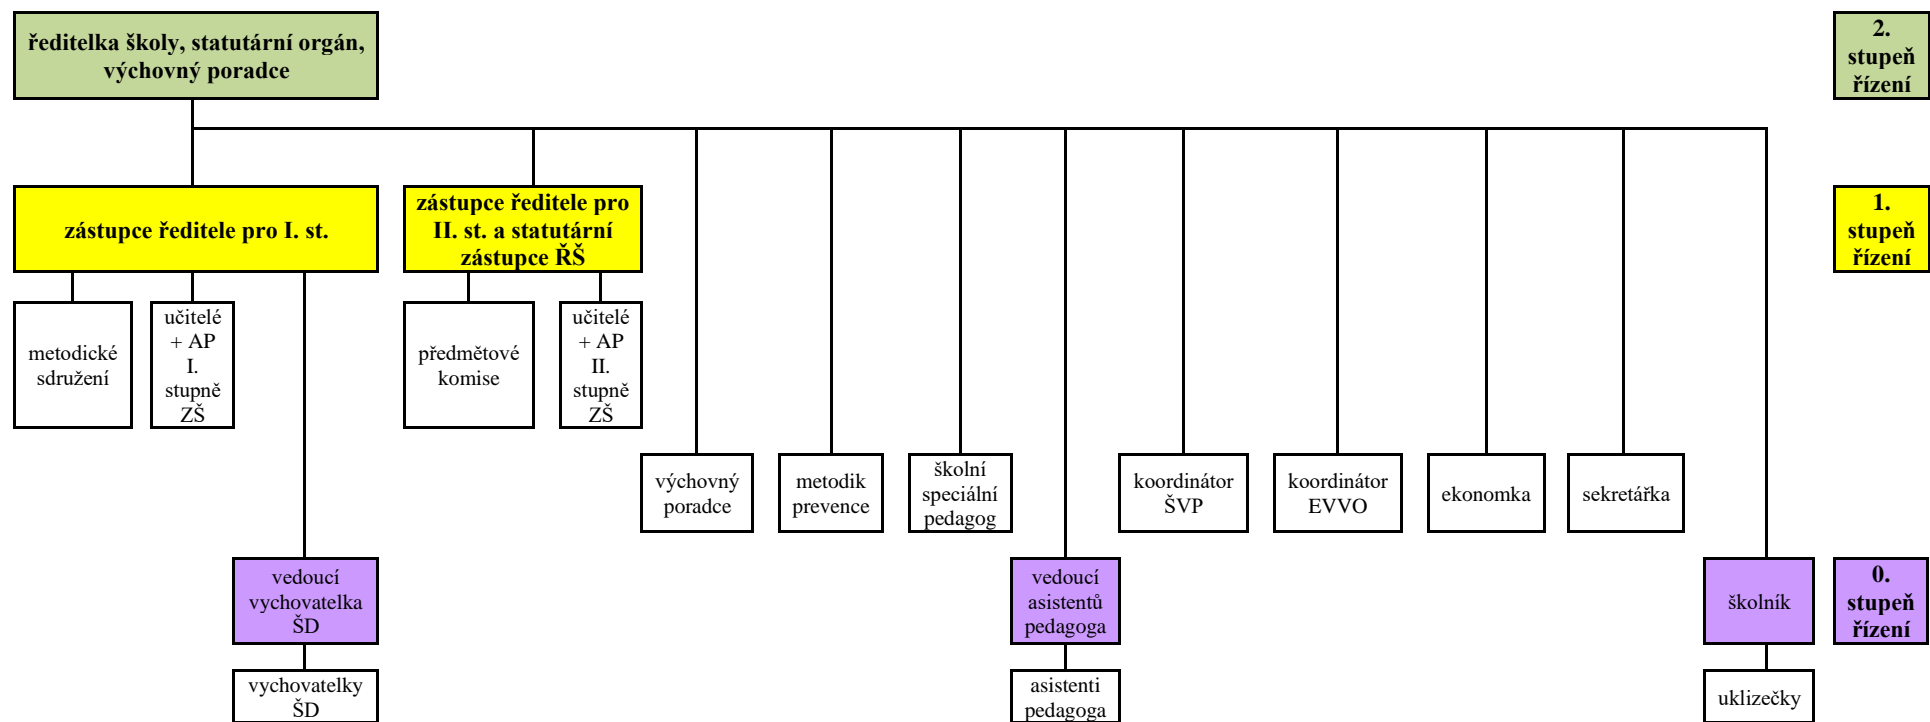 ředitelka školy, statutární orgán,
výchovný poradce
2.
stupeň
řízení
zástupce ředitele pro I. st.
zástupce ředitele pro
II. st. a statutární
zástupce ŘŠ
1.
stupeň
řízení
metodické
sdružení
učitelé
+ AP
I.
stupně
ZŠ
předmětové
komise
učitelé
+ AP
II.
stupně
ZŠ
výchovný
poradce
metodik
prevence
školní
speciální
pedagog
koordinátor
ŠVP
koordinátor
EVVO
ekonomka
sekretářka
vedoucí
vychovatelka
ŠD
vedoucí
asistentů
pedagoga
školník
0.
stupeň
řízení
vychovatelky
ŠD
asistenti
pedagoga
uklizečky